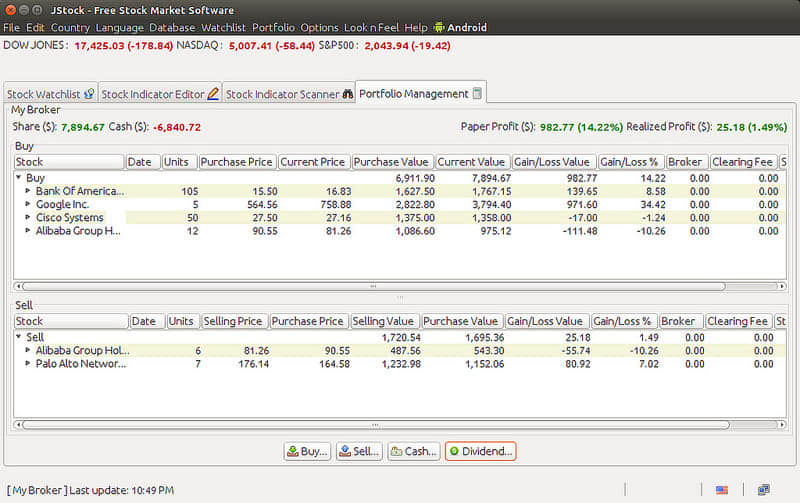 JStock - Free Stock Market Software
File Edit Country Language Database Watchlist Portfolio Options Look n Feel Help Android
DOW JONES: 17,425.03 (-178.84) NASDAQ: 5,007.41 (-58.44) S&P500: 2,043.94 (-19.42)
Stock Watchlist Stock Indicator Editor Stock Indicator Scanner Portfolio Management
My Broker
Share ($): 7,894.67 Cash ($): -6,840.72 Paper Profit ($): 982.77 (14.22%) Realized Profit ($): 25.18 (1.49%)
Buy
Stock Date Units Purchase Price Current Price Purchase Value Current Value Gain/Loss Value Gain/Loss % Broker Clearing Fee S
Buy 6,911.90 7,894.67 982.77 14.22 0.00 0.00
Bank Of America... 105 15.50 16.83 1,627.50 1,767.15 139.65 8.58 0.00 0.00
Google Inc. 5 564.56 758.88 2,822.80 3,794.40 971.60 34.42 0.00 0.00
Cisco Systems 50 27.50 27.16 1,375.00 1,358.00 -17.00 -1.24 0.00 0.00
Alibaba Group H... 12 90.55 81.26 1,086.60 975.12 -111.48 -10.26 0.00 0.00
Sell
Stock Date Units Selling Price Purchase Price Selling Value Purchase Value Gain/Loss Value Gain/Loss % Broker Clearing Fee St
Sell 1,720.54 1,695.36 25.18 1.49 0.00 0.00
Alibaba Group Hol... 6 81.26 90.55 487.56 543.30 -55.74 -10.26 0.00 0.00
Palo Alto Networ... 7 176.14 164.58 1,232.98 1,152.06 80.92 7.02 0.00 0.00
Buy... Sell... Cash... Dividend...
[ My Broker ] Last update: 10:49 PM